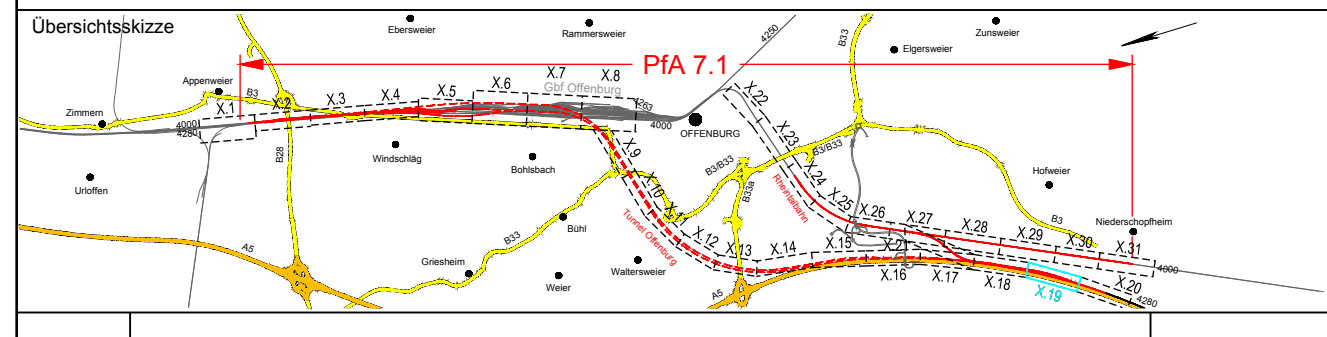 Übersichtsskizze
Ebersweier
Rammersweier
4250
B33
Elgersweier
Zunsweier
PfA 7.1
Appenweier
Zimmern
B3
X.1
X.2
X.3
X.4
X.5
X.6
X.7
X.8
Gbf Offenburg
4263
4000
4280
4000
OFFENBURG
X.22
X.23
X.24
X.25
X.26
X.27
X.28
X.29
X.30
X.31
4000
Rheintalbahn
B28
Windschläg
Bohlsbach
Urloffen
B3/B33
B3/B33
B33a
Hofweier
B3
Niederschopfheim
X.9
X.10
X.11
X.12
X.13
X.14
X.15
X.21
X.16
X.17
X.18
X.19
X.20
4280
Tunnel Offenburg
A5
B33
Bühl
Griesheim
Weier
Waltersweier
A5